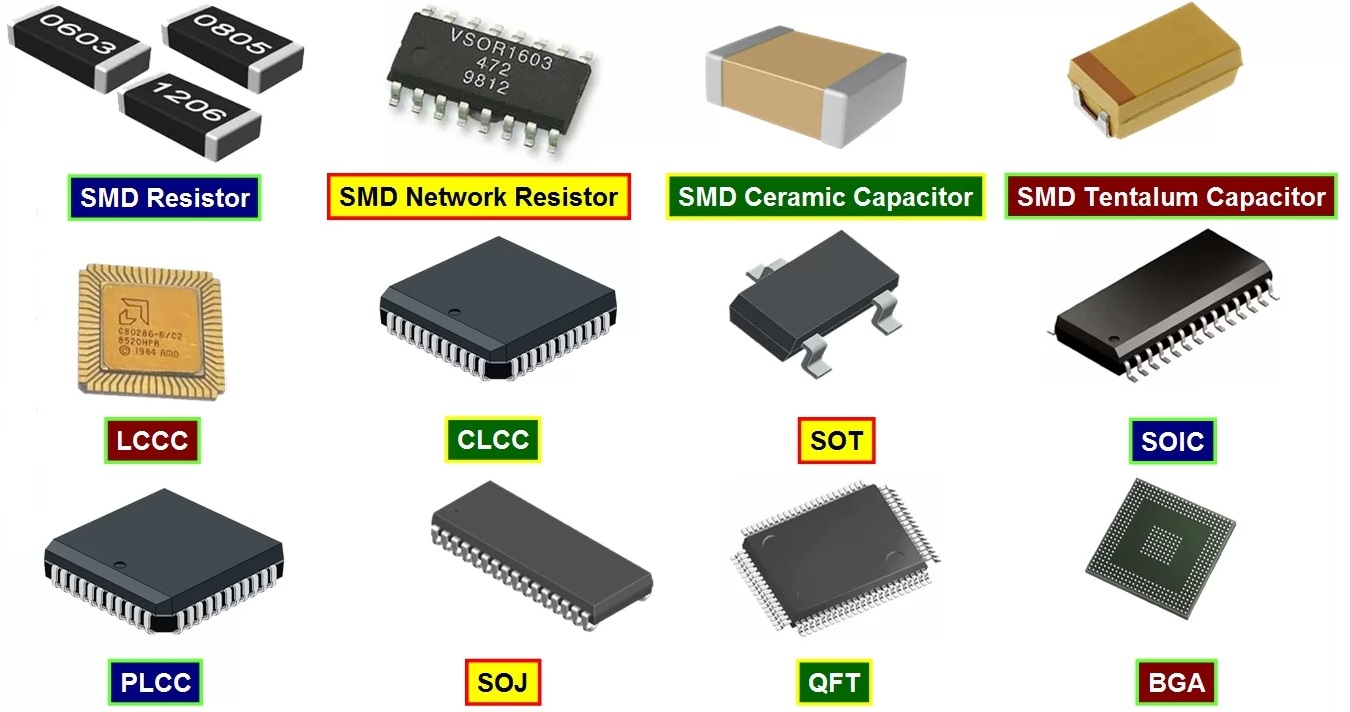 0603
0805
1206
VSOR1603
472
9812
SMD Resistor
SMD Network Resistor
SMD Ceramic Capacitor
SMD Tentalum Capacitor
C80286-6/C2
8520HPA
© 1984 AMD
LCCC
CLCC
SOT
SOIC
PLCC
SOJ
QFT
BGA